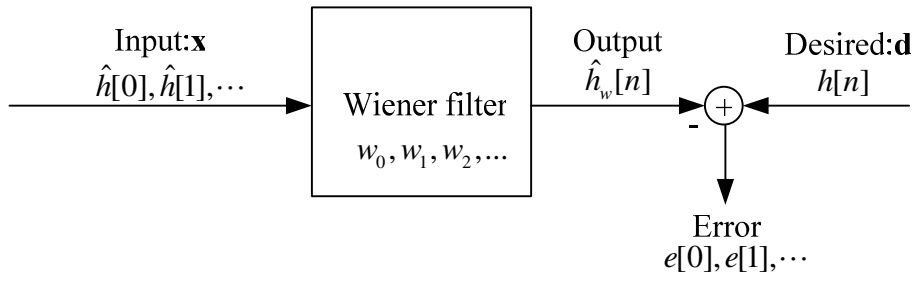 Input:x
ĥ[0], ĥ[1],⋯
Wiener filter
w₀, w₁, w₂,...
Output
ĥ_w[n]
-
+
Desired:d
h[n]
Error
e[0], e[1],⋯